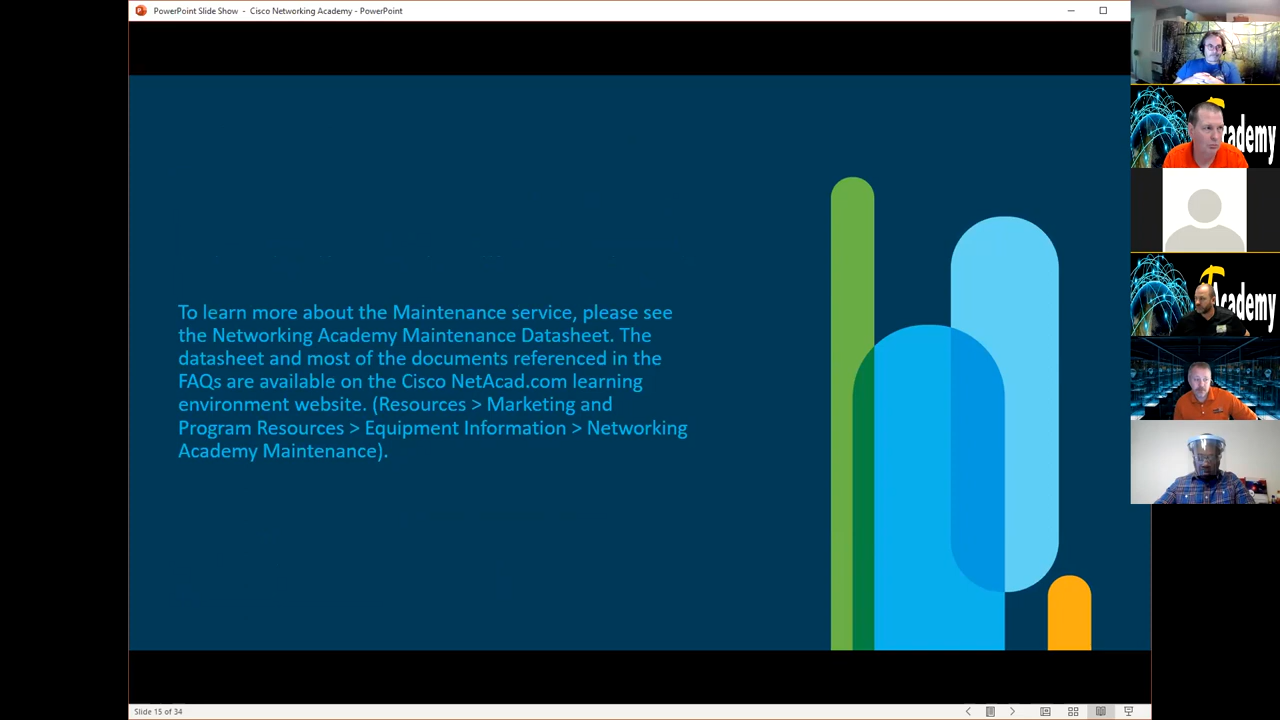 PowerPoint Slide Show - Cisco Networking Academy - PowerPoint
To learn more about the Maintenance service, please see
the Networking Academy Maintenance Datasheet. The
datasheet and most of the documents referenced in the
FAQs are available on the Cisco NetAcad.com learning
environment website. (Resources > Marketing and
Program Resources > Equipment Information > Networking
Academy Maintenance).
cademy
Academy
Slide 15 of 34